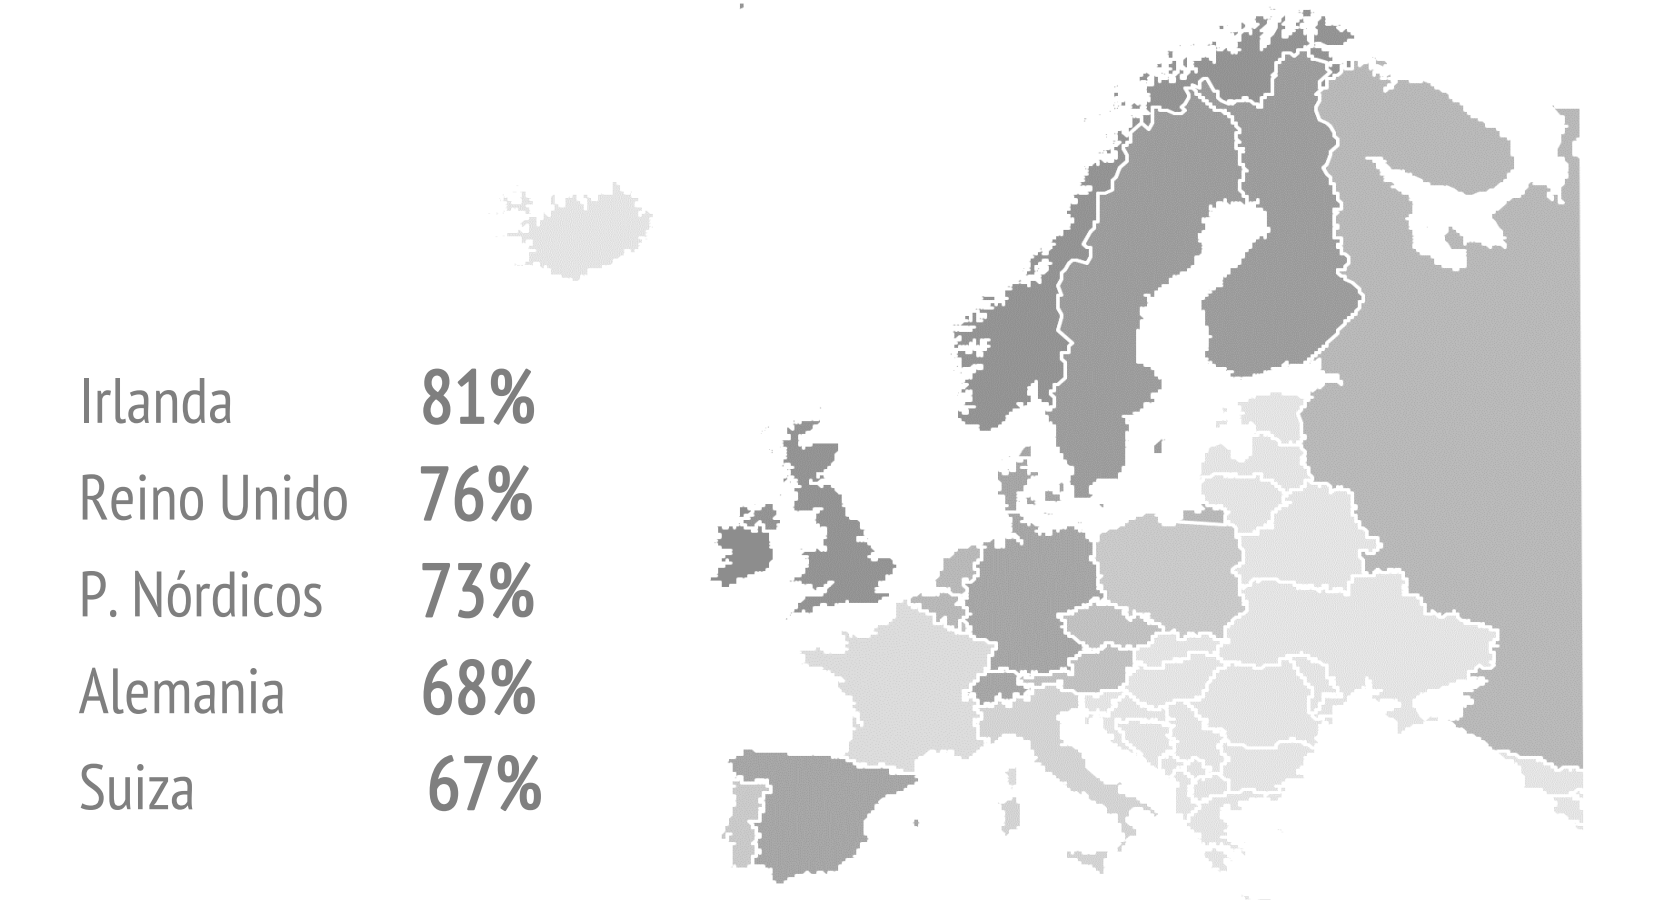 Irlanda 81%
Reino Unido 76%
P. Nórdicos 73%
Alemania 68%
Suiza 67%